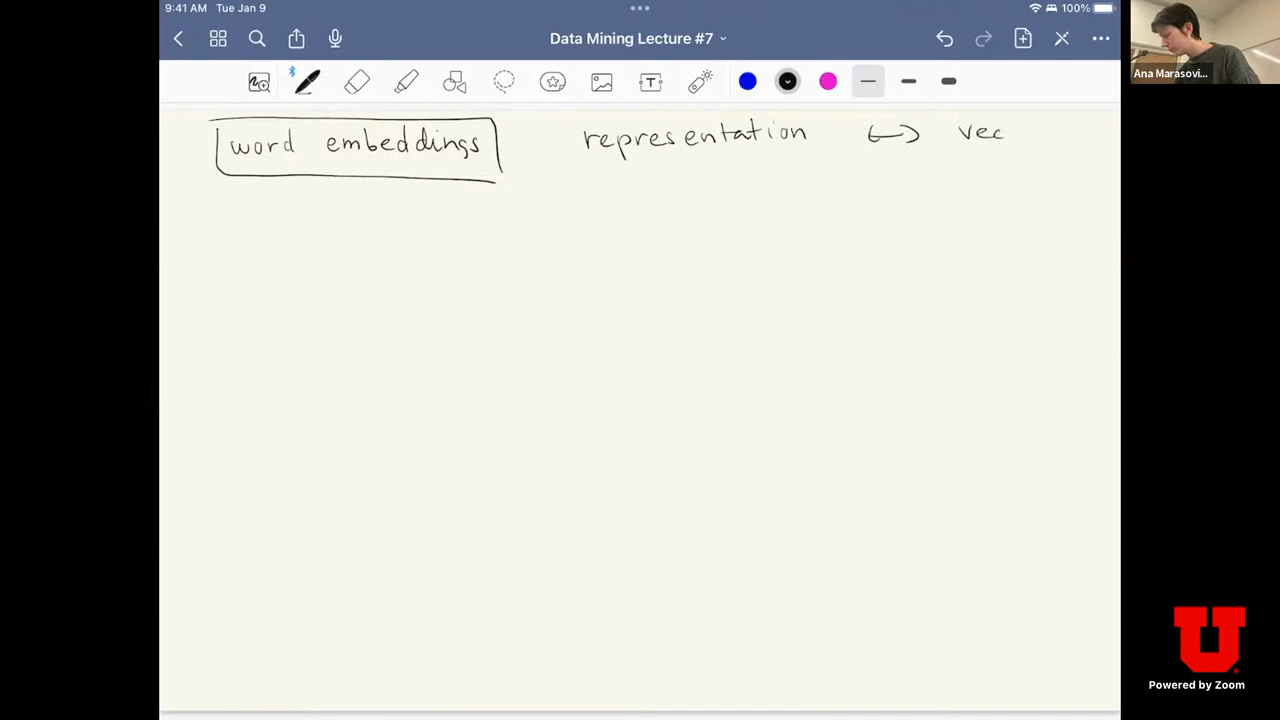 9:41 AM Tue Jan 9
100%
Data Mining Lecture #7
T
Ana Marasovi...
word embeddings representation ↔ vec
U
Powered by Zoom